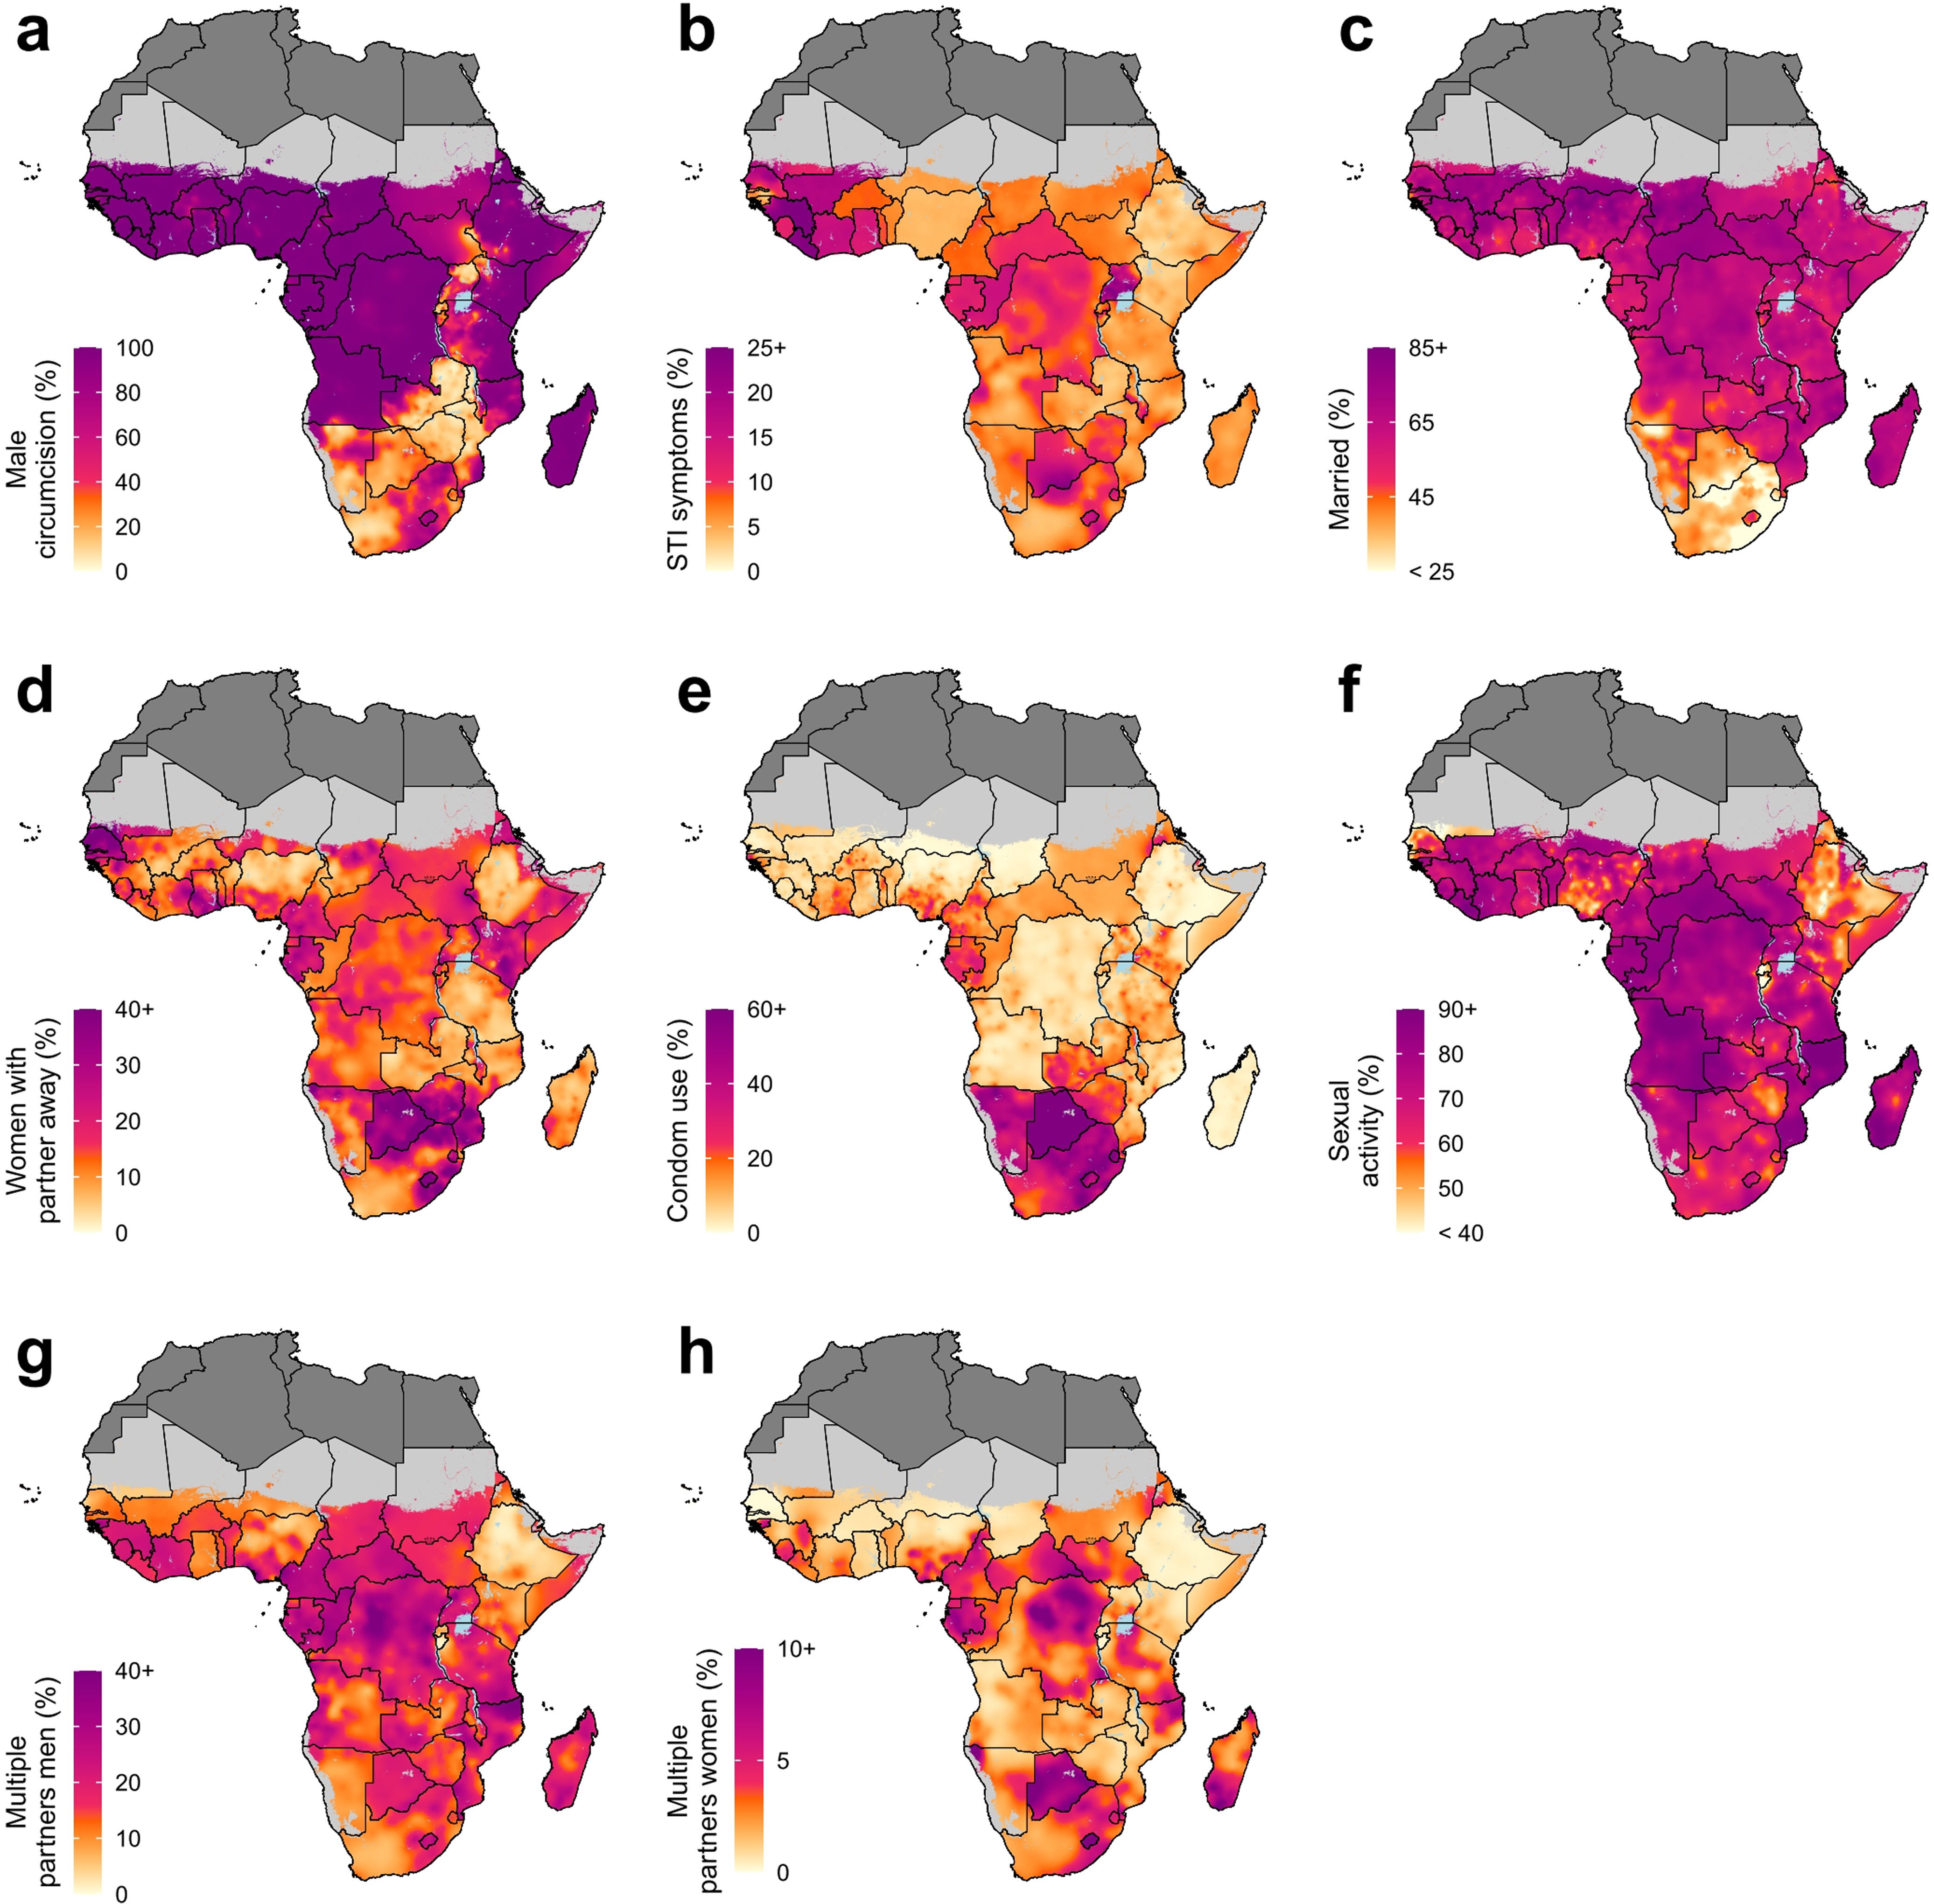 a
Male
circumcision (%)
100
80
60
40
20
0
b
STI symptoms (%)
25+
20
15
10
5
0
c
Married (%)
85+
65
45
< 25
d
Women with
partner away (%)
40+
30
20
10
0
e
Condom use (%)
60+
40
20
0
f
Sexual
activity (%)
90+
80
70
60
50
< 40
g
Multiple
partners men (%)
40+
30
20
10
0
h
Multiple
partners women (%)
10+
5
0